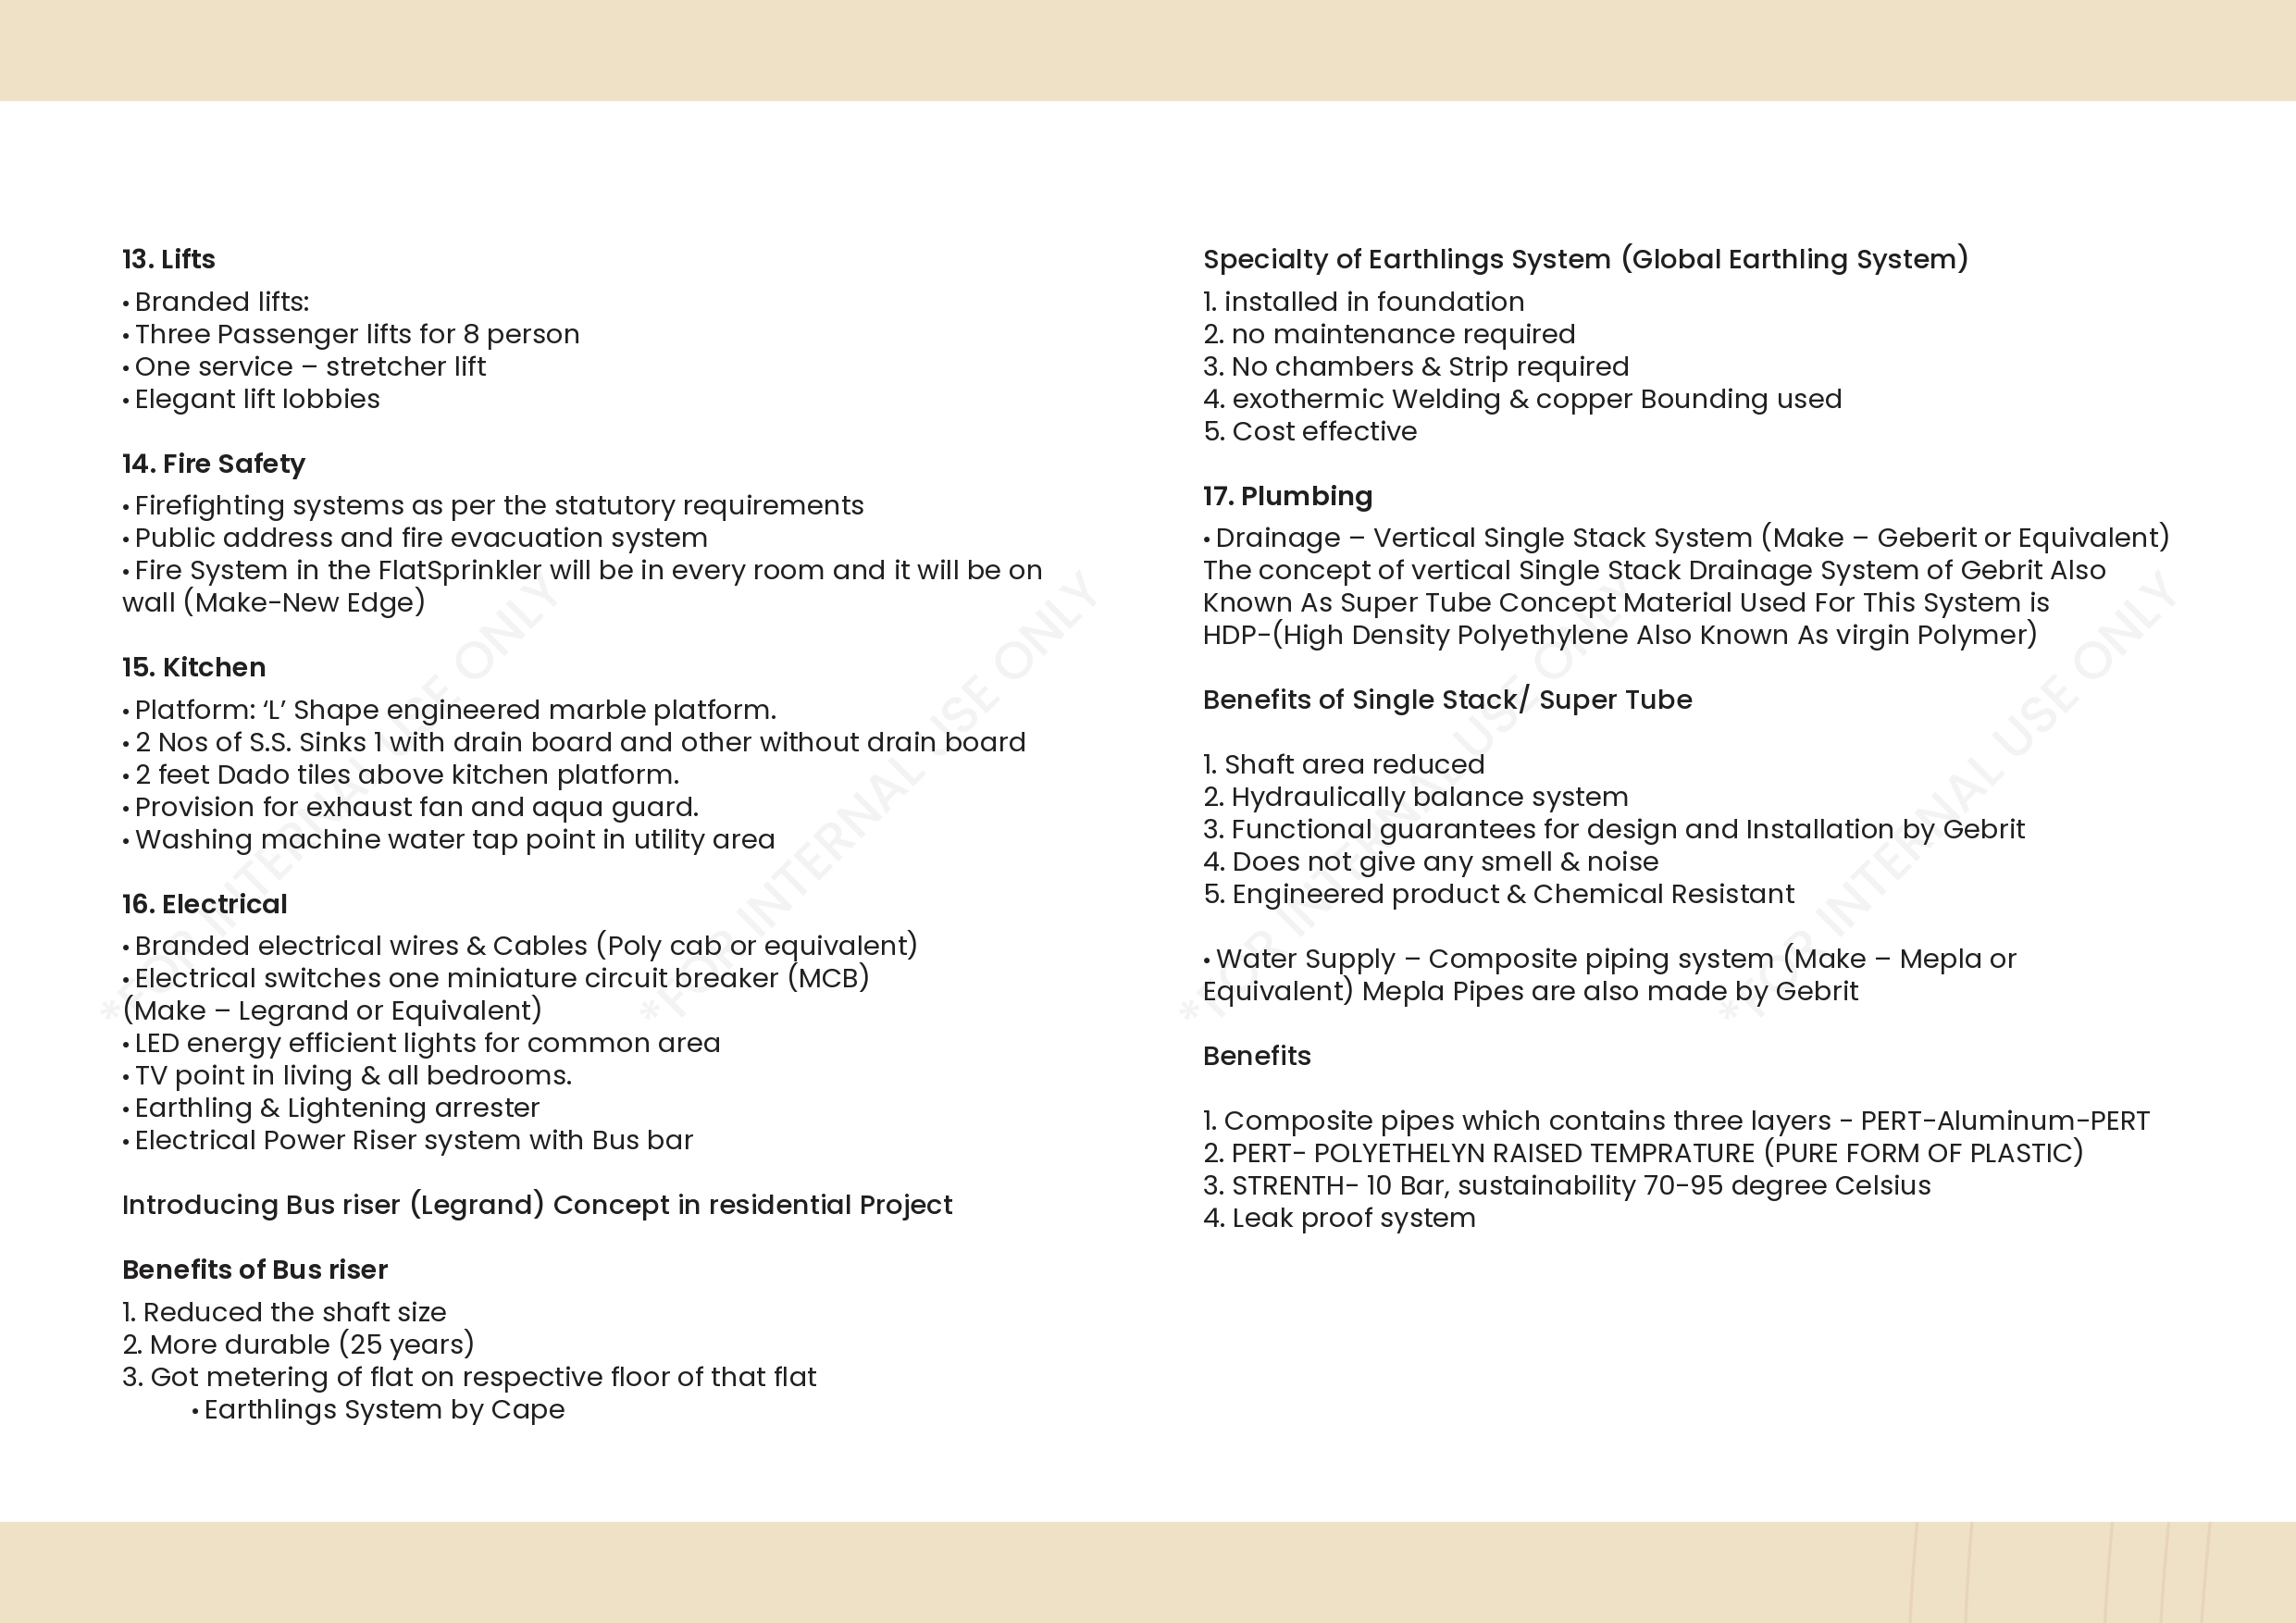 13. Lifts
• Branded lifts:
• Three Passenger lifts for 8 person
• One service – stretcher lift
• Elegant lift lobbies
14. Fire Safety
• Firefighting systems as per the statutory requirements
• Public address and fire evacuation system
• Fire System in the FlatSprinkler will be in every room and it will be on
wall (Make-New Edge)
15. Kitchen
• Platform: ‘L’ Shape engineered marble platform.
• 2 Nos of S.S. Sinks 1 with drain board and other without drain board
• 2 feet Dado tiles above kitchen platform.
• Provision for exhaust fan and aqua guard.
• Washing machine water tap point in utility area
16. Electrical
• Branded electrical wires & Cables (Poly cab or equivalent)
• Electrical switches one miniature circuit breaker (MCB)
(Make – Legrand or Equivalent)
• LED energy efficient lights for common area
• TV point in living & all bedrooms.
• Earthling & Lightening arrester
• Electrical Power Riser system with Bus bar
Introducing Bus riser (Legrand) Concept in residential Project
Benefits of Bus riser
1. Reduced the shaft size
2. More durable (25 years)
3. Got metering of flat on respective floor of that flat
• Earthlings System by Cape
Specialty of Earthlings System (Global Earthling System)
1. installed in foundation
2. no maintenance required
3. No chambers & Strip required
4. exothermic Welding & copper Bounding used
5. Cost effective
17. Plumbing
• Drainage – Vertical Single Stack System (Make – Geberit or Equivalent)
The concept of vertical Single Stack Drainage System of Gebrit Also
Known As Super Tube Concept Material Used For This System is
HDP-(High Density Polyethylene Also Known As virgin Polymer)
Benefits of Single Stack/ Super Tube
1. Shaft area reduced
2. Hydraulically balance system
3. Functional guarantees for design and Installation by Gebrit
4. Does not give any smell & noise
5. Engineered product & Chemical Resistant
• Water Supply – Composite piping system (Make – Mepla or
Equivalent) Mepla Pipes are also made by Gebrit
Benefits
1. Composite pipes which contains three layers - PERT-Aluminum-PERT
2. PERT- POLYETHELYN RAISED TEMPRATURE (PURE FORM OF PLASTIC)
3. STRENTH- 10 Bar, sustainability 70-95 degree Celsius
4. Leak proof system
*FOR INTERNAL USE ONLY
*FOR INTERNAL USE ONLY
*FOR INTERNAL USE ONLY
*FOR INTERNAL USE ONLY